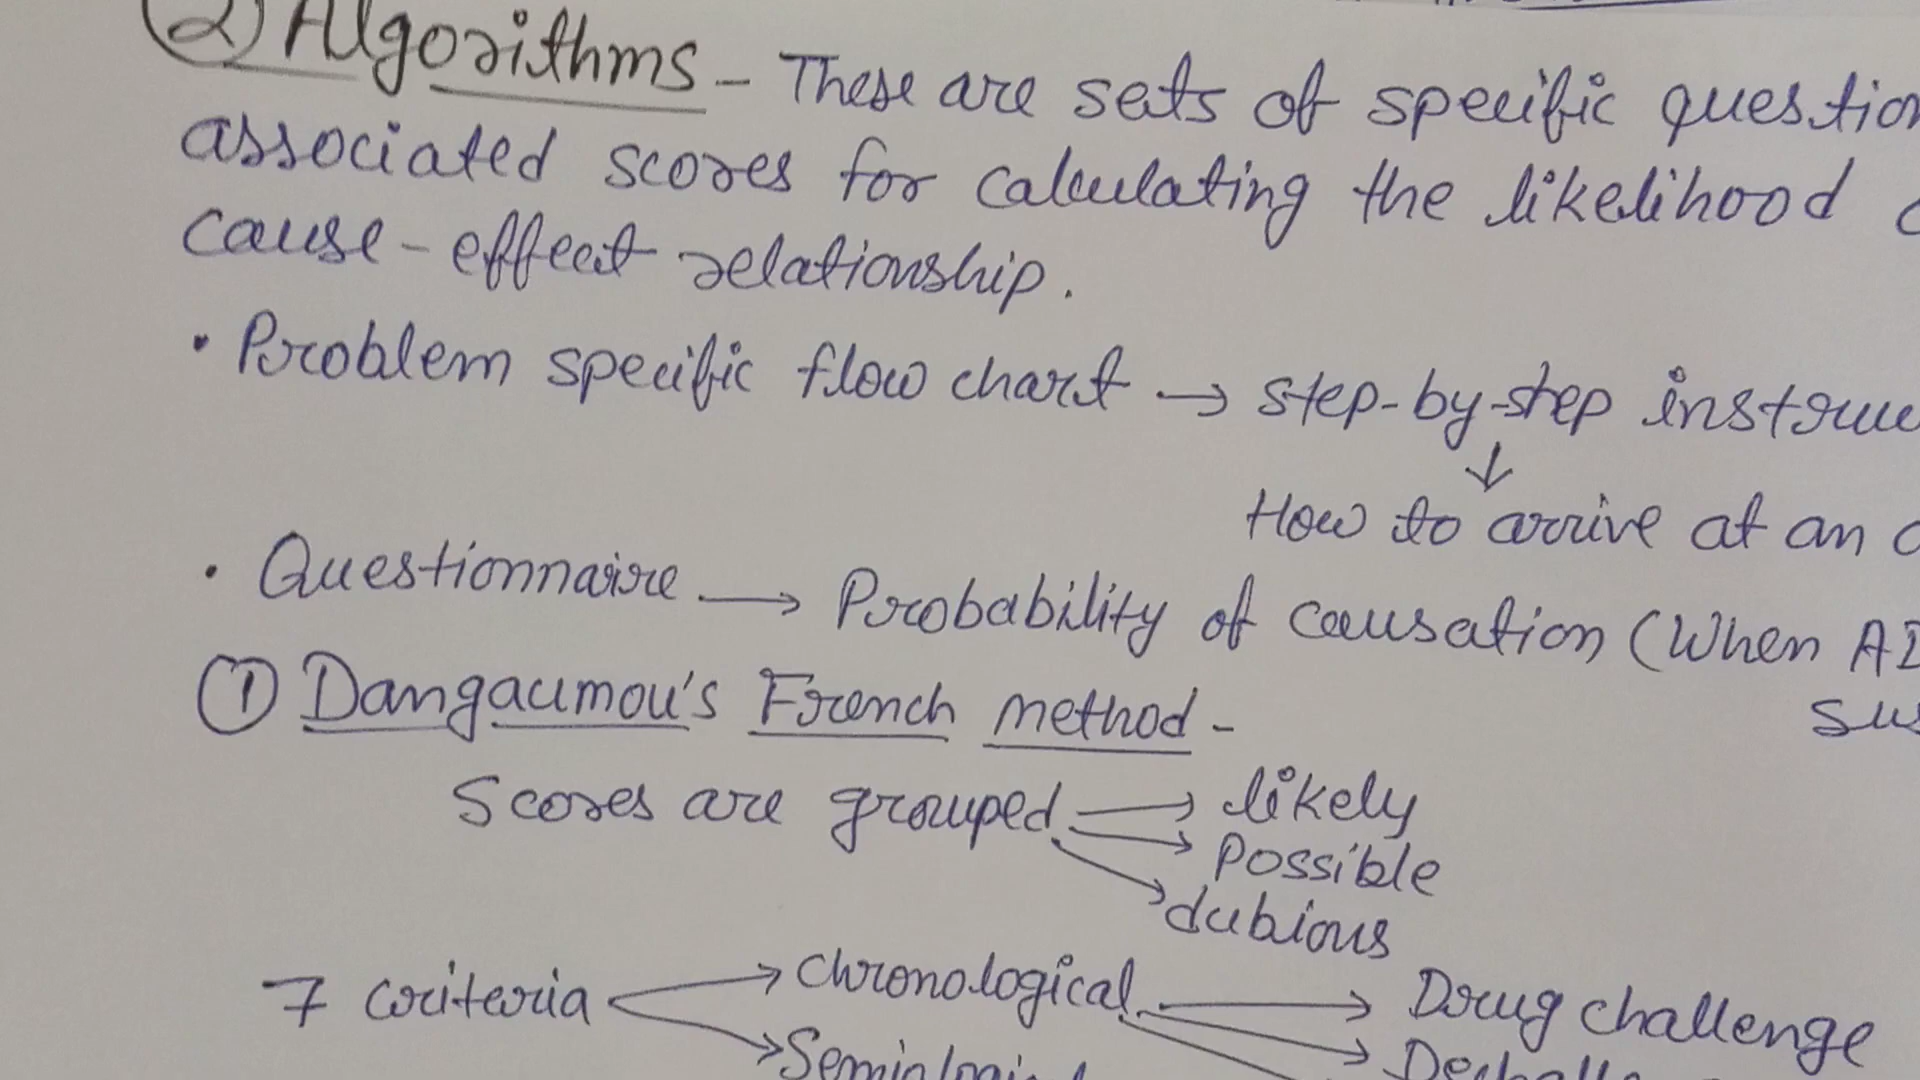 ② Algorithms - These are sets of specific question
associated scores for calculating the likelihood
cause-effect relationship.
• Problem specific flow chart → step-by-step instruc
↓
How to arrive at an
• Questionnaire → Probability of causation (When
① Dangaumou's French method -
Scores are grouped → likely
→ Possible
→ dubious
7 criteria → Chronological → Drug challenge